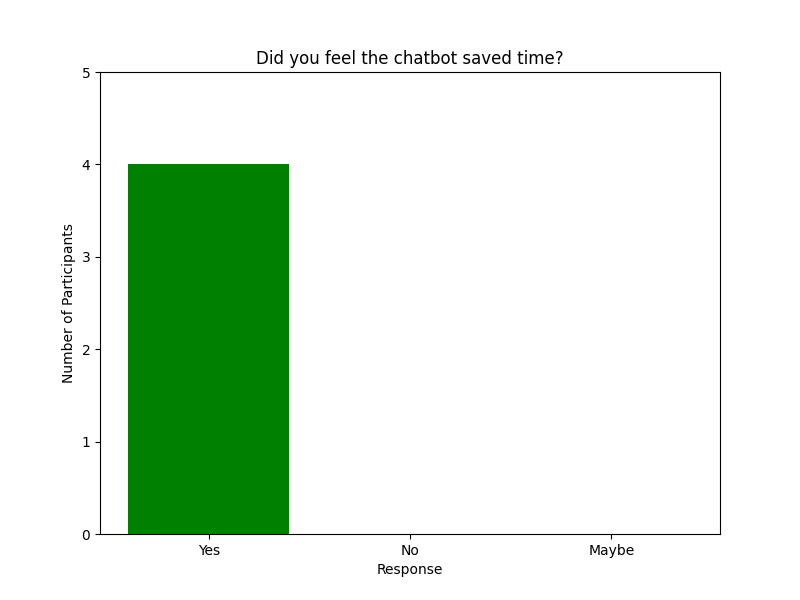 Did you feel the chatbot saved time?
5
4
3
2
1
0
Number of Participants
Yes No Maybe
Response